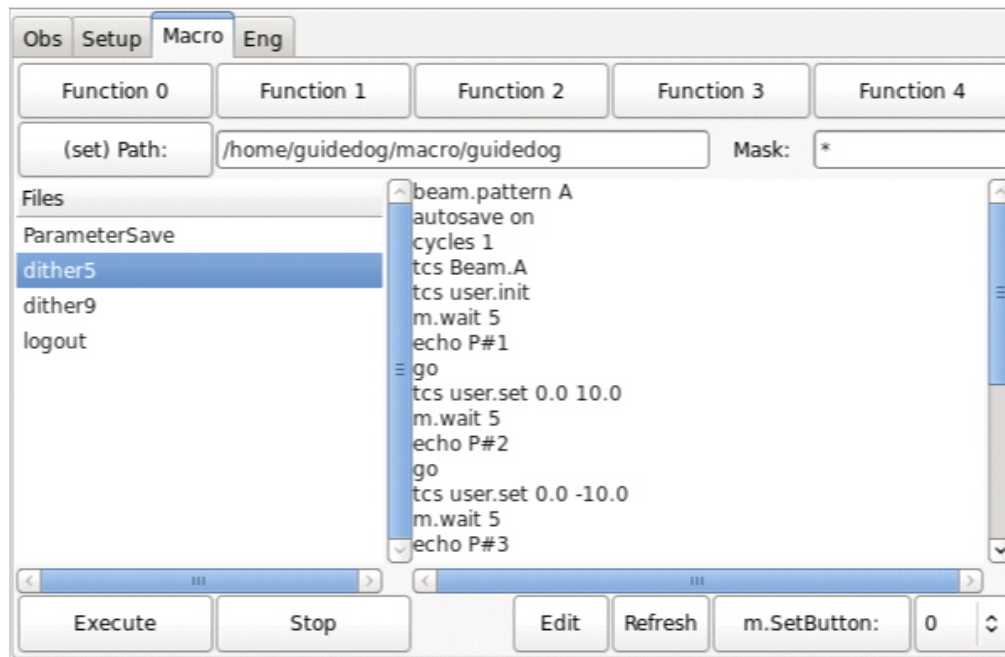 Obs Setup Macro Eng
Function 0 Function 1 Function 2 Function 3 Function 4
(set) Path: /home/guidedog/macro/guidedog Mask: *
Files
ParameterSave
dither5
dither9
logout
beam.pattern A
autosave on
cycles 1
tcs Beam.A
tcs user.init
m.wait 5
echo P#1
go
tcs user.set 0.0 10.0
m.wait 5
echo P#2
go
tcs user.set 0.0 -10.0
m.wait 5
echo P#3
Execute Stop Edit Refresh m.SetButton: 0